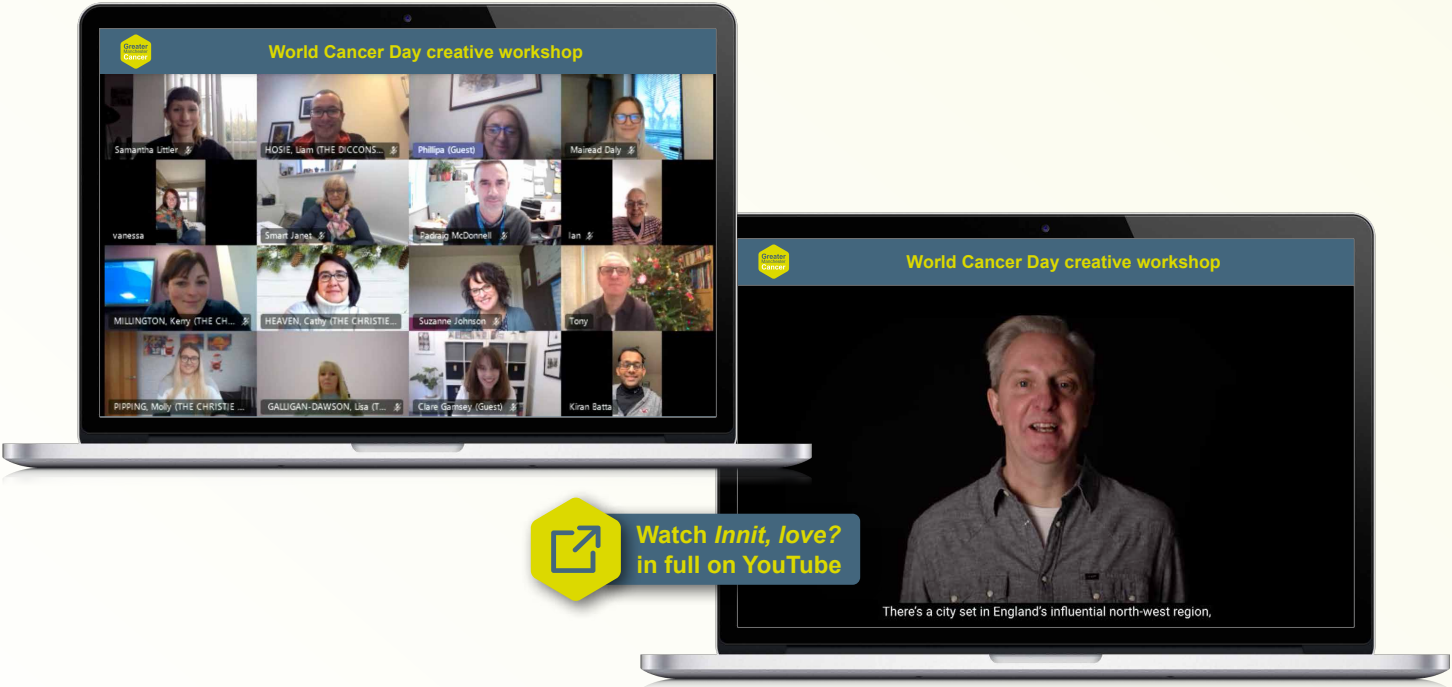 Greater
Manchester
Cancer
World Cancer Day creative workshop
Samantha Littler
HOSIE, Liam (THE DICCONS...
Phillipa (Guest)
Mairead Daly
vanessa
Smart Janet
Padraig McDonnell
Ian
MILLINGTON, Kerry (THE CH...
HEAVEN, Cathy (THE CHRISTIE...
Suzanne Johnson
Tony
PIPPING, Molly (THE CHRISTIE ...
GALLIGAN-DAWSON, Lisa (T...
Clare Garnsey (Guest)
Kiran Batta
Greater
Manchester
Cancer
World Cancer Day creative workshop
There's a city set in England's influential north-west region,
Watch Innit, love?
in full on YouTube